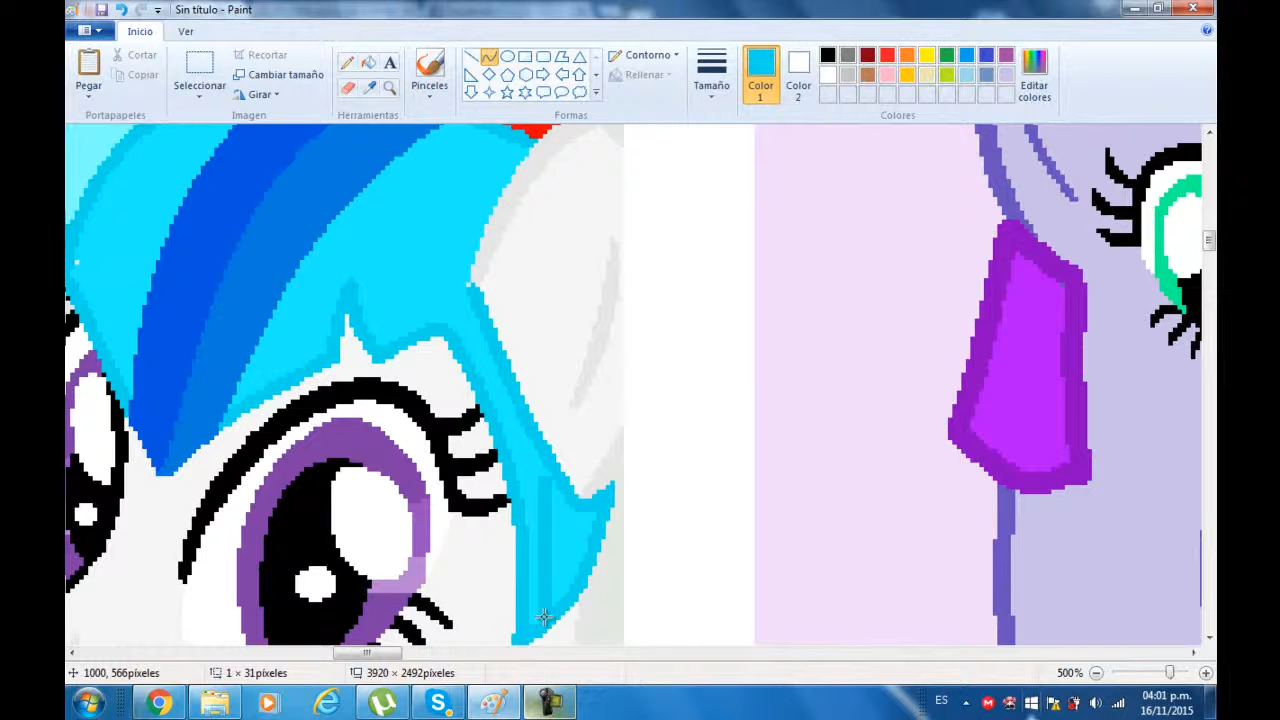 Sin título - Paint
Inicio Ver
Pegar
Cortar
Copiar
Portapapeles
Seleccionar
Recortar
Cambiar tamaño
Girar
Imagen
A
Herramientas
Pinceles
Formas
Contorno
Rellenar
Tamaño
Color 1
Color 2
Colores
Editar colores
1000, 566píxeles
1 × 31píxeles
3920 × 2492píxeles
500%
ES
04:01 p.m.
16/11/2015